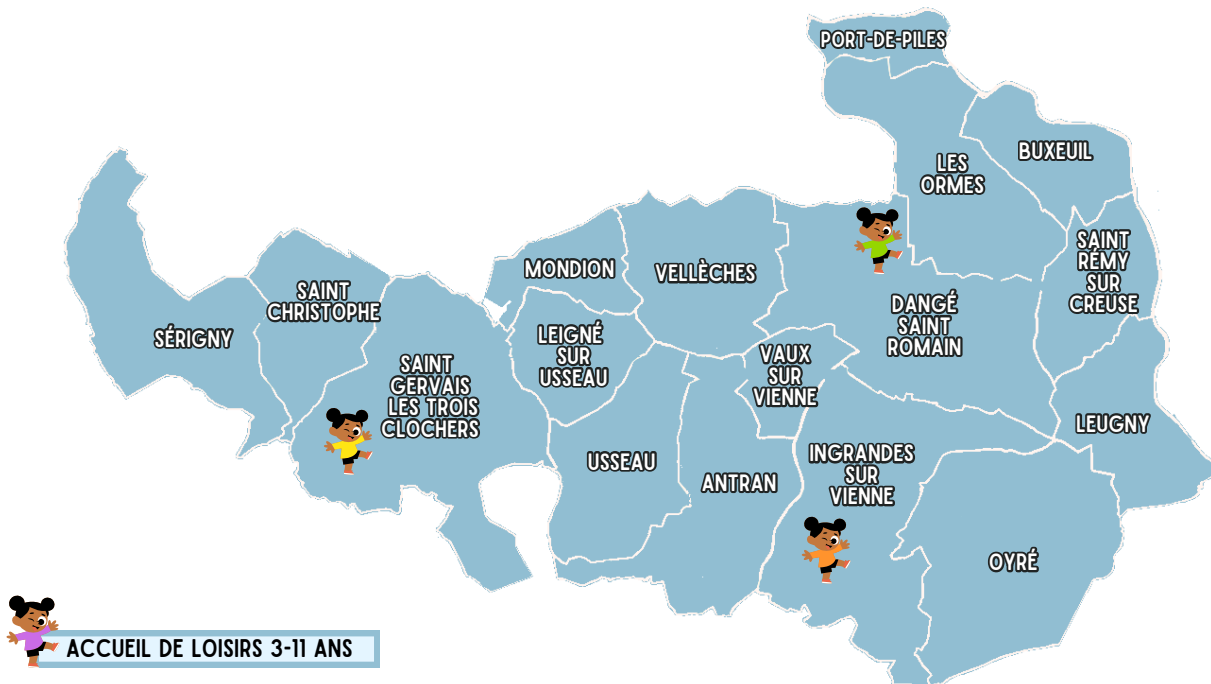 PORT-DE-PILES
LES
ORMES
BUXEUIL
SAINT
RÉMY
SUR
CREUSE
MONDION
VELLÈCHES
SAINT
CHRISTOPHE
SÉRIGNY
DANGÉ
SAINT
ROMAIN
LEIGNÉ
SUR
USSEAU
VAUX
SUR
VIENNE
SAINT
GERVAIS
LES TROIS
CLOCHERS
LEUGNY
USSEAU
ANTRAN
INGRANDES
SUR
VIENNE
OYRÉ
ACCUEIL DE LOISIRS 3-11 ANS